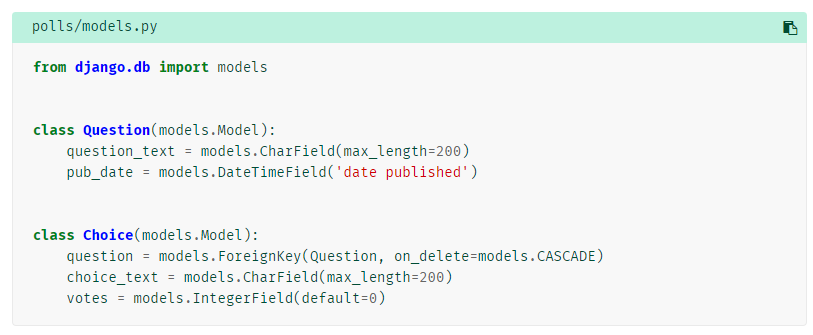 polls/models.py
from django.db import models
class Question(models.Model):
    question_text = models.CharField(max_length=200)
    pub_date = models.DateTimeField('date published')
class Choice(models.Model):
    question = models.ForeignKey(Question, on_delete=models.CASCADE)
    choice_text = models.CharField(max_length=200)
    votes = models.IntegerField(default=0)